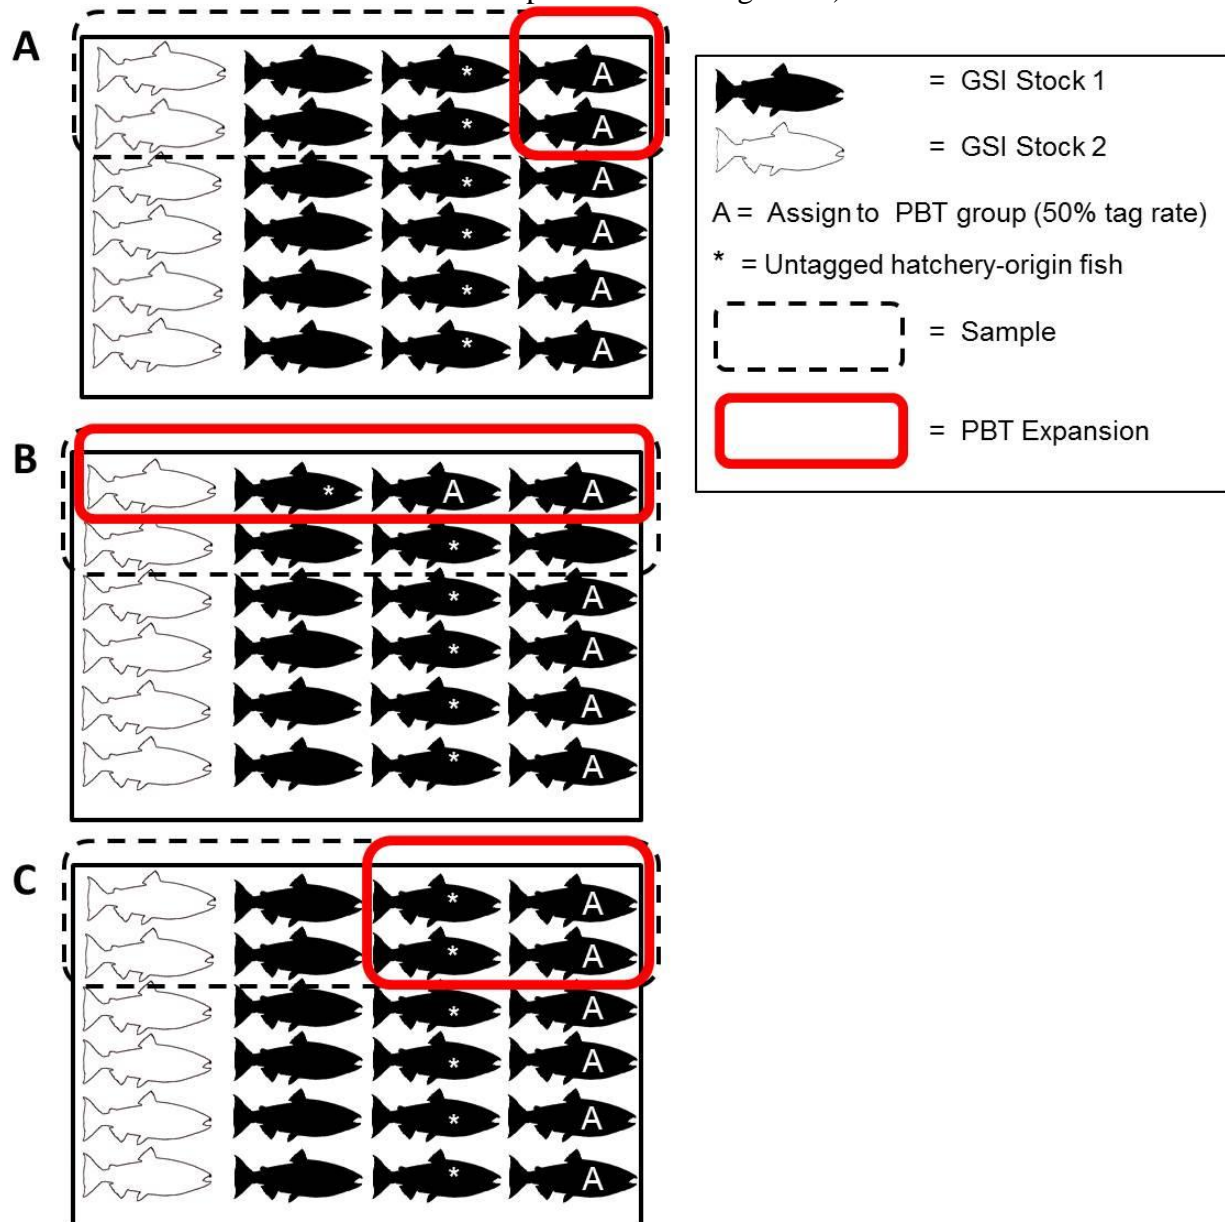 A
* A
* A
* A
* A
* A
* A
= GSI Stock 1
= GSI Stock 2
A = Assign to PBT group (50% tag rate)
* = Untagged hatchery-origin fish
= Sample
= PBT Expansion
B
* A A
*
* A
* A
* A
* A
C
* A
* A
* A
* A
* A
* A